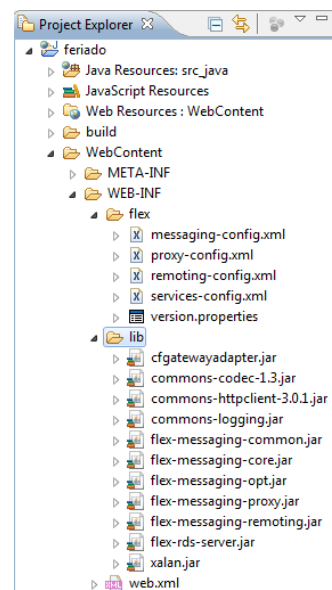 Project Explorer
feriado
Java Resources: src_java
JavaScript Resources
Web Resources : WebContent
build
WebContent
META-INF
WEB-INF
flex
messaging-config.xml
proxy-config.xml
remoting-config.xml
services-config.xml
version.properties
lib
cfgatewayadapter.jar
commons-codec-1.3.jar
commons-httpclient-3.0.1.jar
commons-logging.jar
flex-messaging-common.jar
flex-messaging-core.jar
flex-messaging-opt.jar
flex-messaging-proxy.jar
flex-messaging-remoting.jar
flex-rds-server.jar
xalan.jar
web.xml